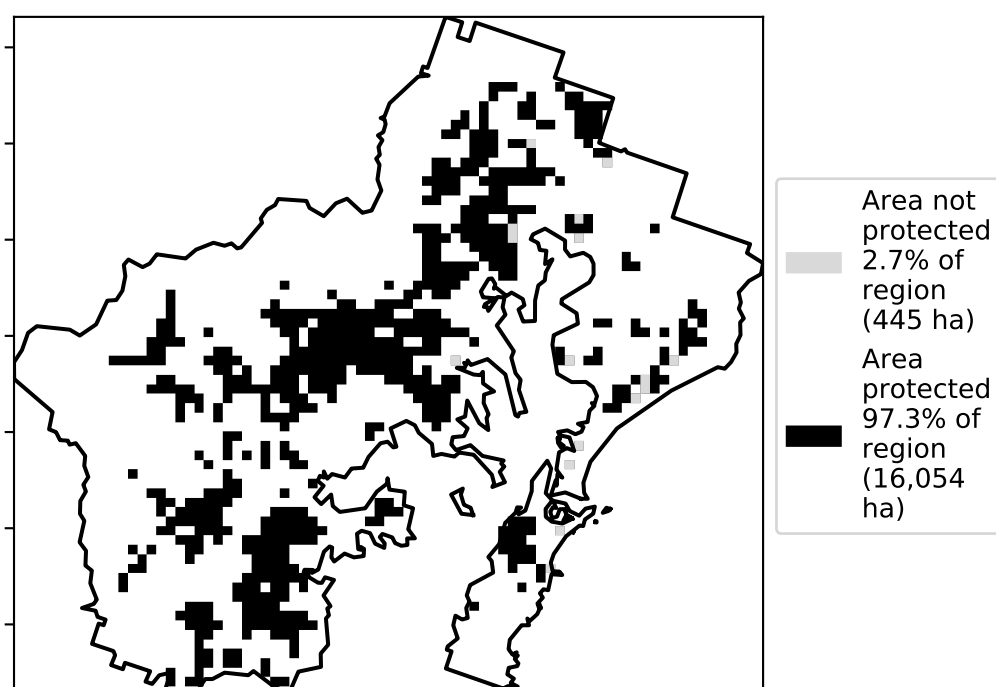 Area not
protected
2.7% of
region
(445 ha)
Area
protected
97.3% of
region
(16,054
ha)